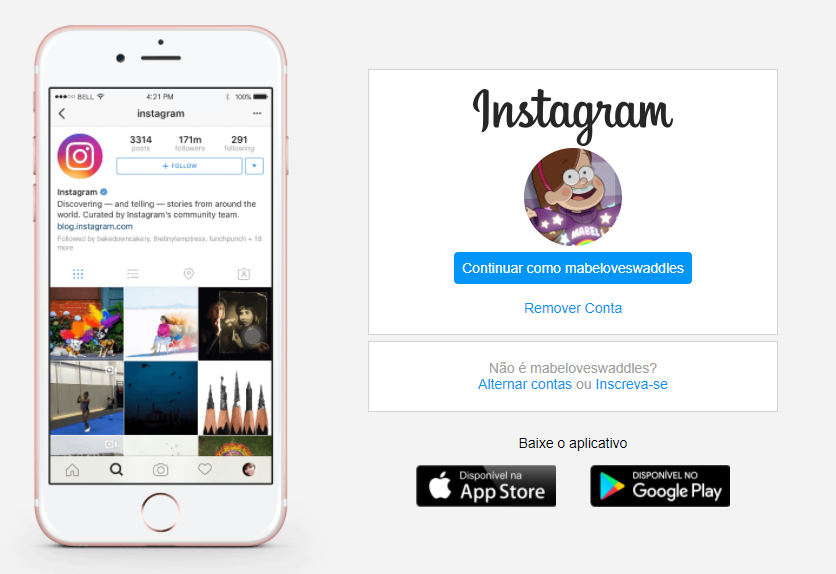 BELL
4:21 PM
100%
instagram
3314
posts
171m
followers
291
following
+ FOLLOW
Instagram
Discovering — and telling — stories from around the
world. Curated by Instagram's community team.
blog.instagram.com
Followed by bakedowncakery, thetinytemptress, funchpunch + 18
more
Instagram
MABEL
Continuar como mabeloveswaddles
Remover Conta
Não é mabeloveswaddles?
Alternar contas ou Inscreva-se
Baixe o aplicativo
Disponível na
App Store
DISPONÍVEL NO
Google Play